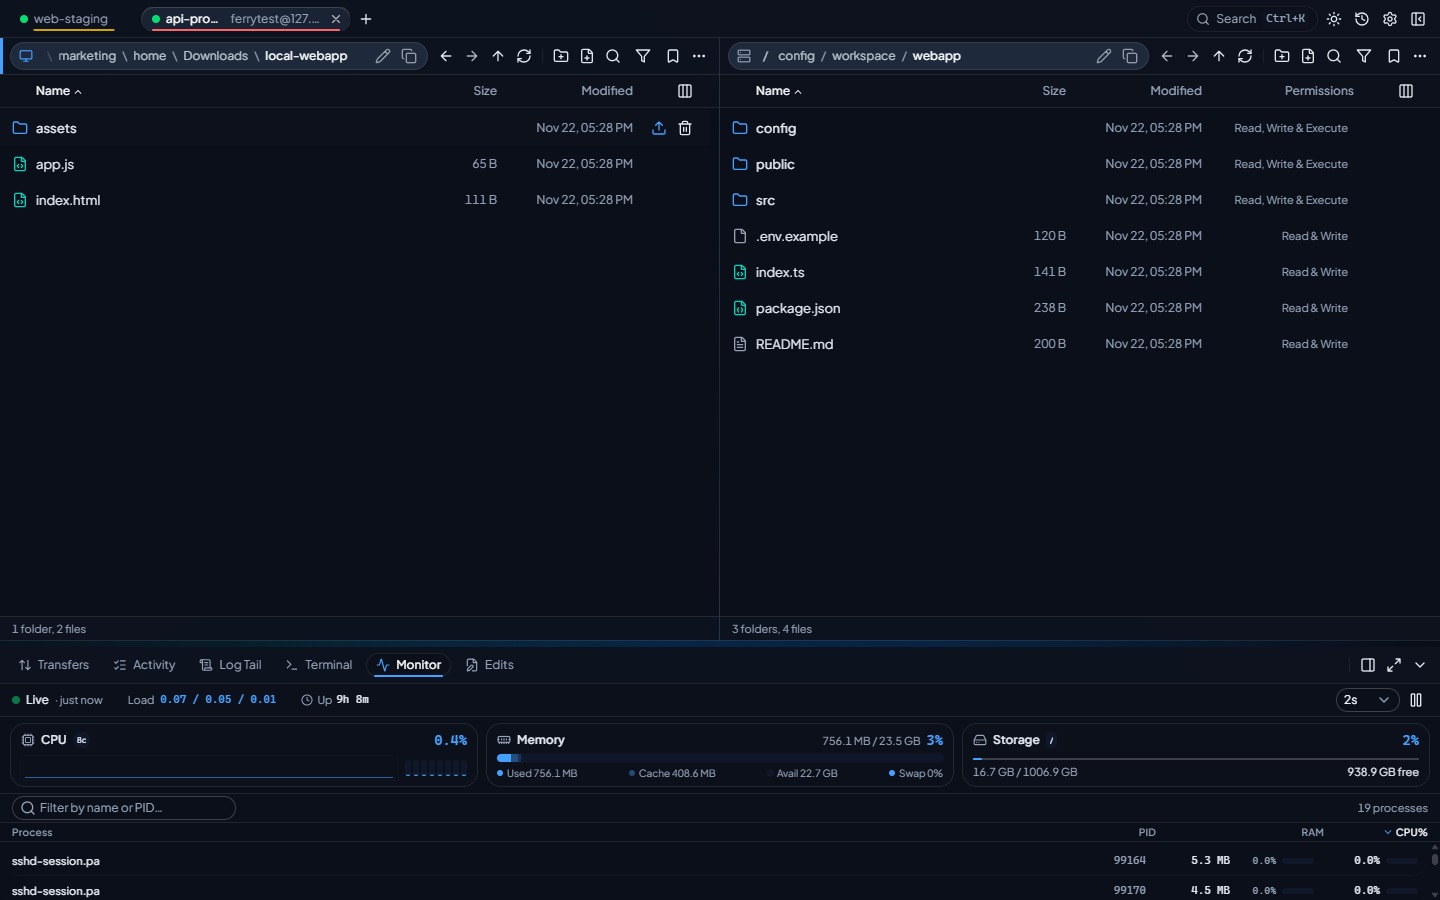 web-staging
api-pro... ferrytest@127.... Search Ctrl+K
\ marketing \ home \ Downloads \ local-webapp
/ config / workspace / webapp
Name Size Modified
Name Size Modified Permissions
assets Nov 22, 05:28 PM
app.js 65 B Nov 22, 05:28 PM
index.html 111 B Nov 22, 05:28 PM
config Nov 22, 05:28 PM Read, Write & Execute
public Nov 22, 05:28 PM Read, Write & Execute
src Nov 22, 05:28 PM Read, Write & Execute
.env.example 120 B Nov 22, 05:28 PM Read & Write
index.ts 141 B Nov 22, 05:28 PM Read & Write
package.json 238 B Nov 22, 05:28 PM Read & Write
README.md 200 B Nov 22, 05:28 PM Read & Write
1 folder, 2 files
3 folders, 4 files
Transfers Activity Log Tail Terminal Monitor Edits
Live · just now Load 0.07 / 0.05 / 0.01 Up 9h 8m 2s
CPU 8c 0.4%
Memory 756.1 MB / 23.5 GB 3%
Used 756.1 MB Cache 408.6 MB Avail 22.7 GB Swap 0%
Storage / 2%
16.7 GB / 1006.9 GB 938.9 GB free
Filter by name or PID... 19 processes
Process PID RAM CPU%
sshd-session.pa 99164 5.3 MB 0.0% 0.0%
sshd-session.pa 99170 4.5 MB 0.0% 0.0%